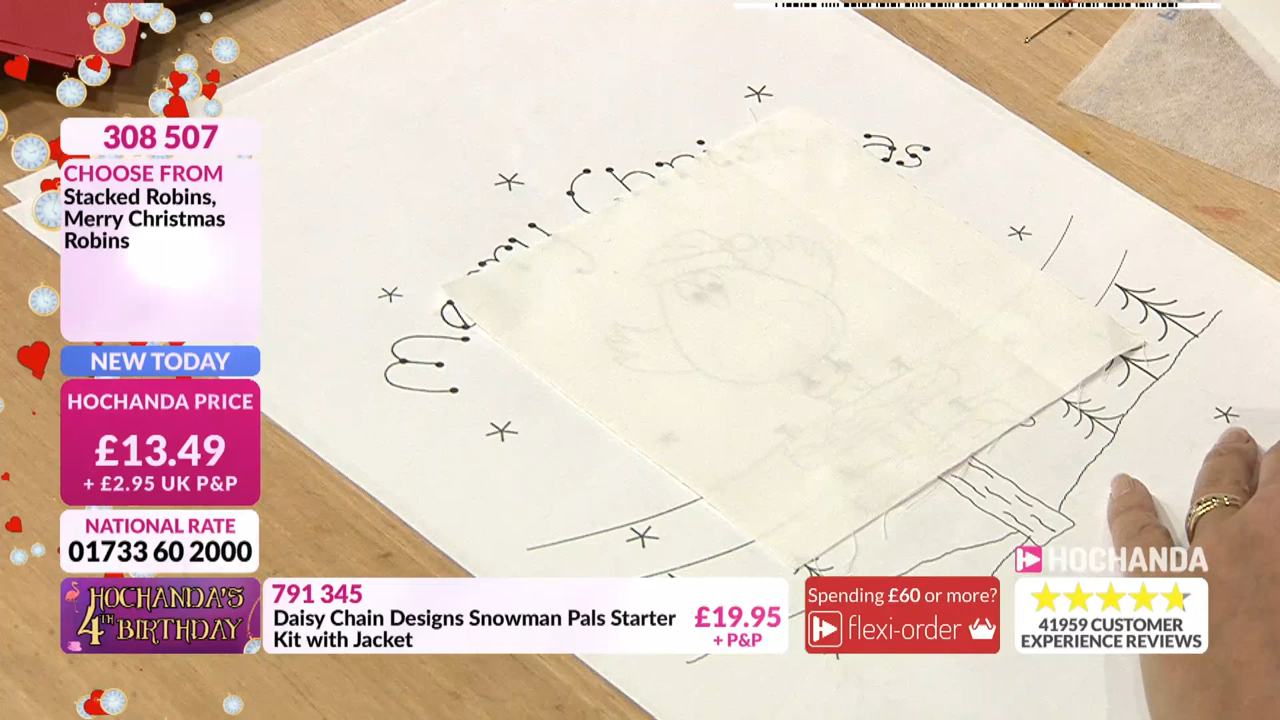 308 507
CHOOSE FROM
Stacked Robins,
Merry Christmas
Robins
NEW TODAY
HOCHANDA PRICE
£13.49
+ £2.95 UK P&P
NATIONAL RATE
01733 60 2000
HOCHANDA'S
4TH BIRTHDAY
791 345
Daisy Chain Designs Snowman Pals Starter
Kit with Jacket
£19.95
+ P&P
Spending £60 or more?
flexi-order
HOCHANDA
41959 CUSTOMER
EXPERIENCE REVIEWS